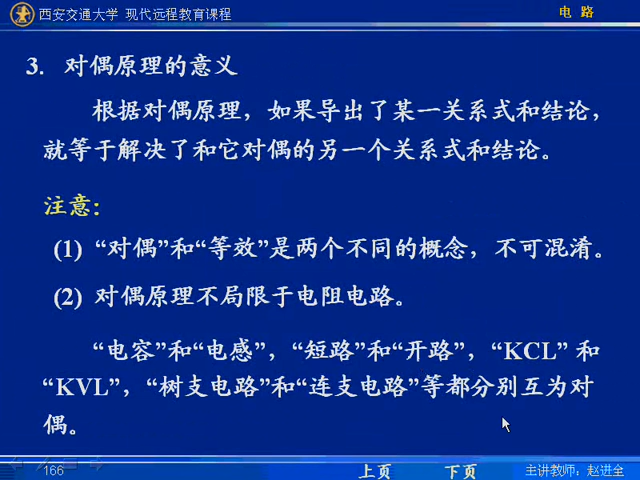 西安交通大学 现代远程教育课程
电 路
3. 对偶原理的意义
根据对偶原理，如果导出了某一关系式和结论，
就等于解决了和它对偶的另一个关系式和结论。
注意:
(1) “对偶”和“等效”是两个不同的概念，不可混淆。
(2) 对偶原理不局限于电阻电路。
“电容”和“电感”，“短路”和“开路”，“KCL” 和
“KVL”，“树支电路”和“连支电路”等都分别互为对
偶。
166
上页
下页
主讲教师：赵进全